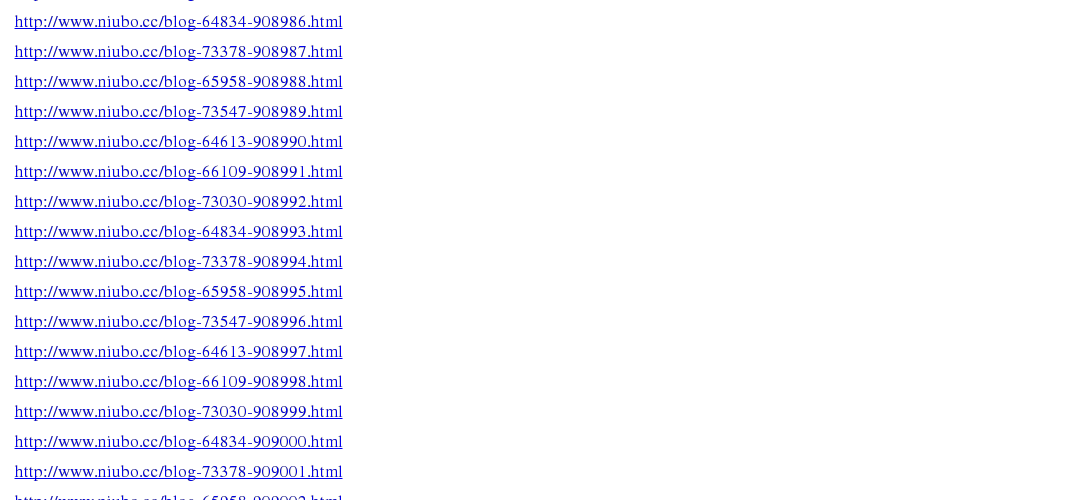 http://www.niubo.cc/blog-64834-908986.html
http://www.niubo.cc/blog-73378-908987.html
http://www.niubo.cc/blog-65958-908988.html
http://www.niubo.cc/blog-73547-908989.html
http://www.niubo.cc/blog-64613-908990.html
http://www.niubo.cc/blog-66109-908991.html
http://www.niubo.cc/blog-73030-908992.html
http://www.niubo.cc/blog-64834-908993.html
http://www.niubo.cc/blog-73378-908994.html
http://www.niubo.cc/blog-65958-908995.html
http://www.niubo.cc/blog-73547-908996.html
http://www.niubo.cc/blog-64613-908997.html
http://www.niubo.cc/blog-66109-908998.html
http://www.niubo.cc/blog-73030-908999.html
http://www.niubo.cc/blog-64834-909000.html
http://www.niubo.cc/blog-73378-909001.html